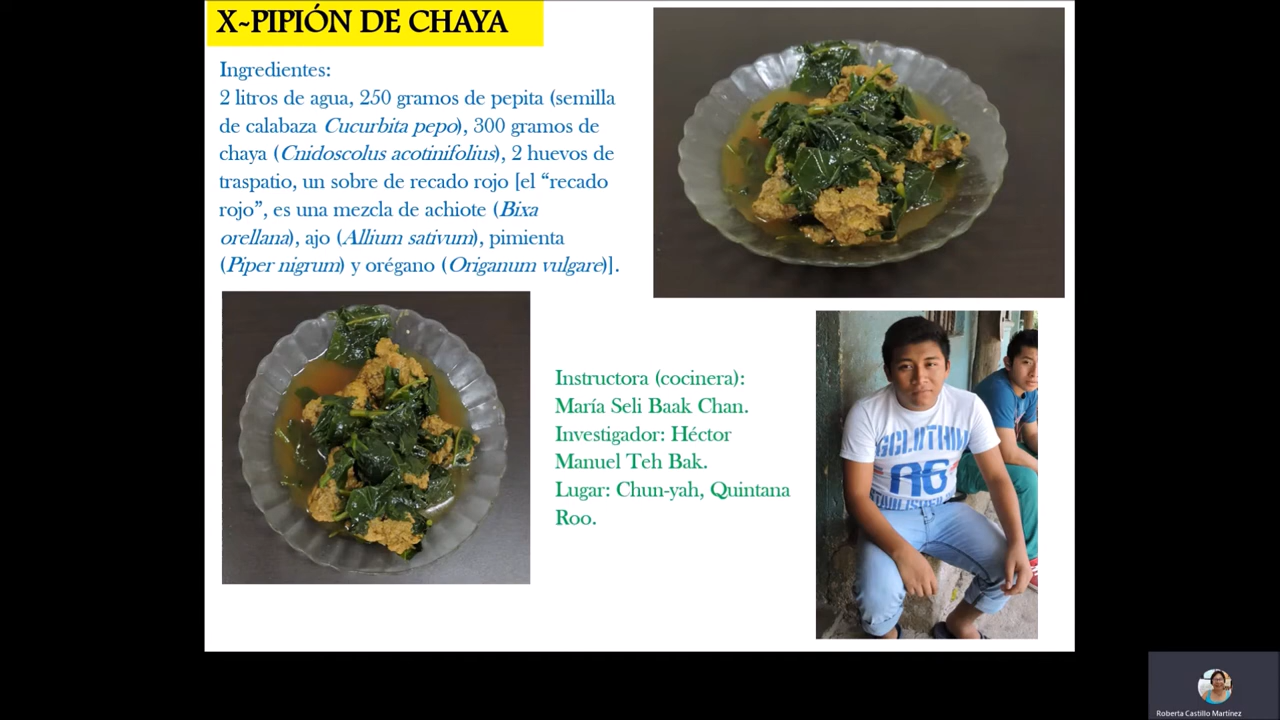 X-PIPIÓN DE CHAYA
Ingredientes:
2 litros de agua, 250 gramos de pepita (semilla
de calabaza Cucurbita pepo), 300 gramos de
chaya (Cnidoscolus acotinifolius), 2 huevos de
traspatio, un sobre de recado rojo [el “recado
rojo”, es una mezcla de achiote (Bixa
orellana), ajo (Allium sativum), pimienta
(Piper nigrum) y orégano (Origanum vulgare)].
Instructora (cocinera):
María Seli Baak Chan.
Investigador: Héctor
Manuel Teh Bak.
Lugar: Chun-yah, Quintana
Roo.
GCLOTHIN
AG
Roberta Castillo Martínez